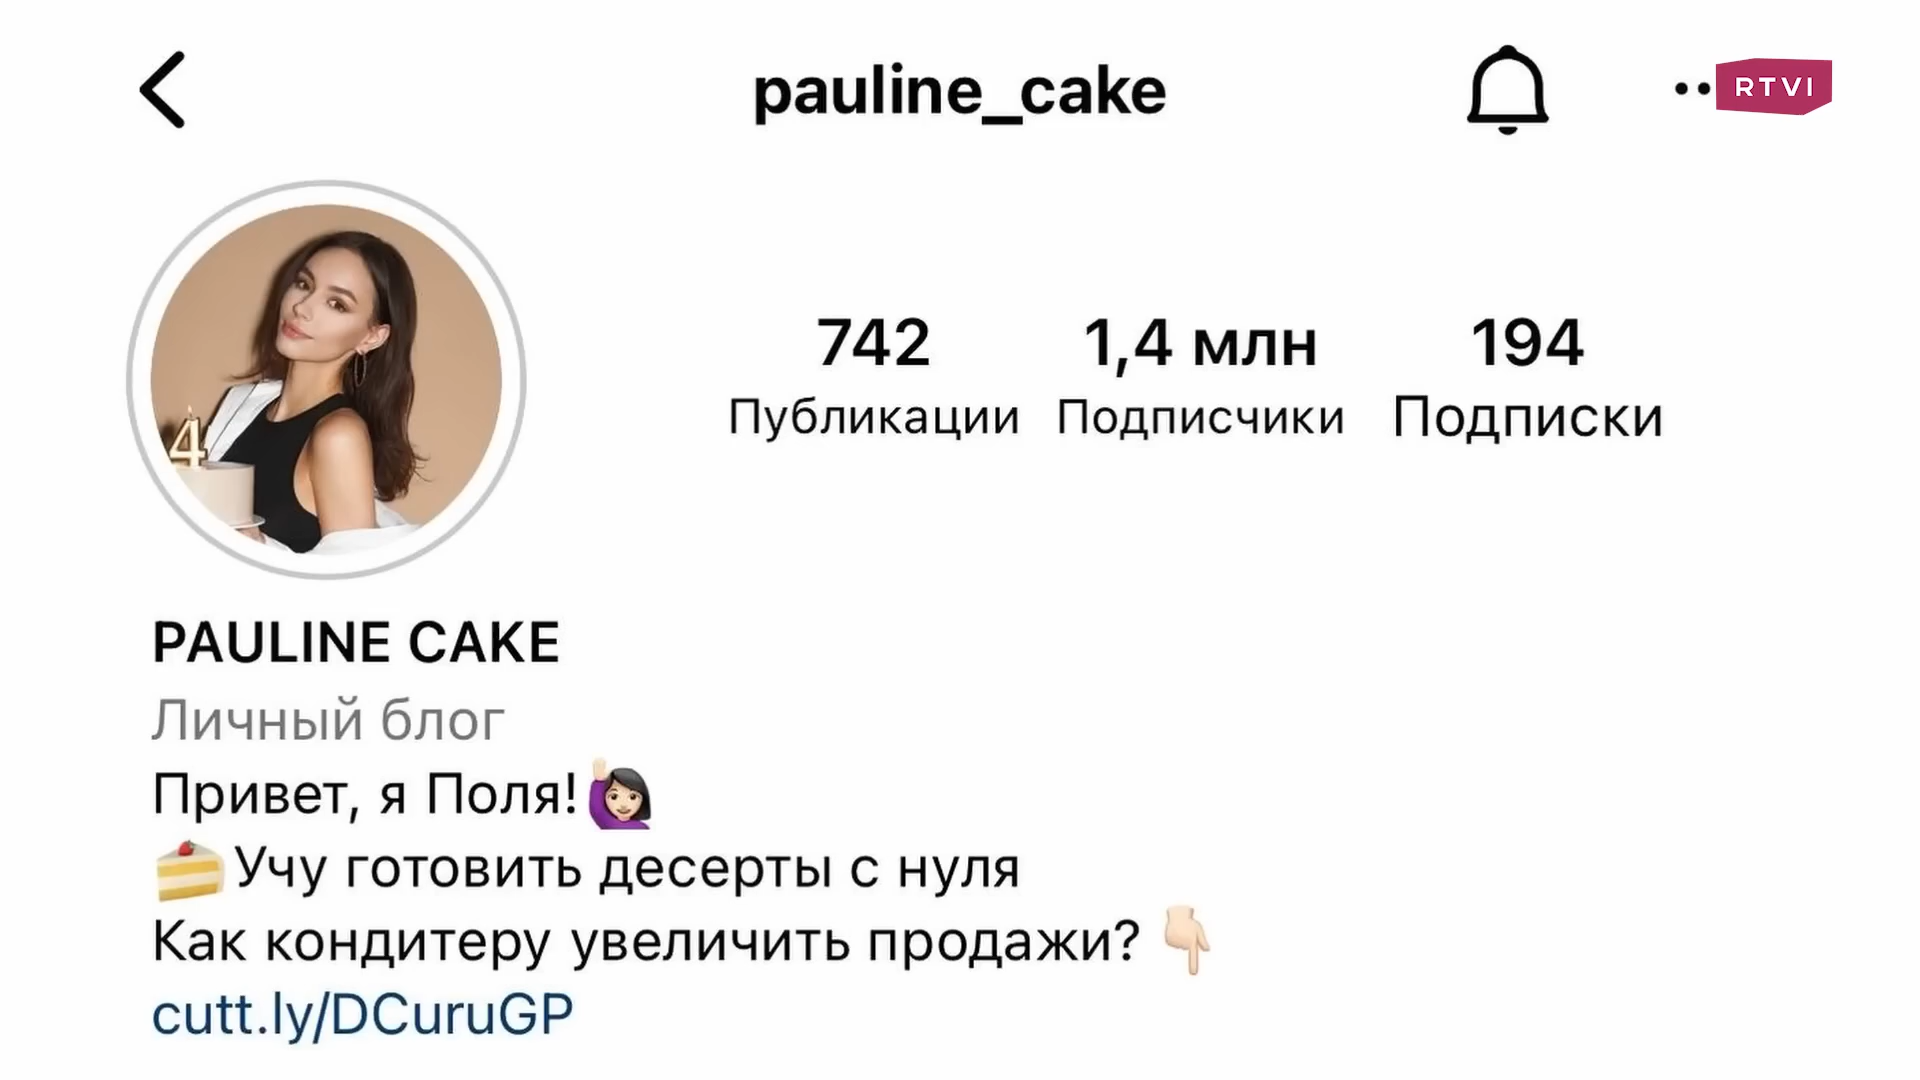 pauline_cake
RTVI
4
742 1,4 млн 194
Публикации Подписчики Подписки
PAULINE CAKE
Личный блог
Привет, я Поля!🙋🏻‍♀️
🍰Учу готовить десерты с нуля
Как кондитеру увеличить продажи? 👇🏻
cutt.ly/DCuruGP